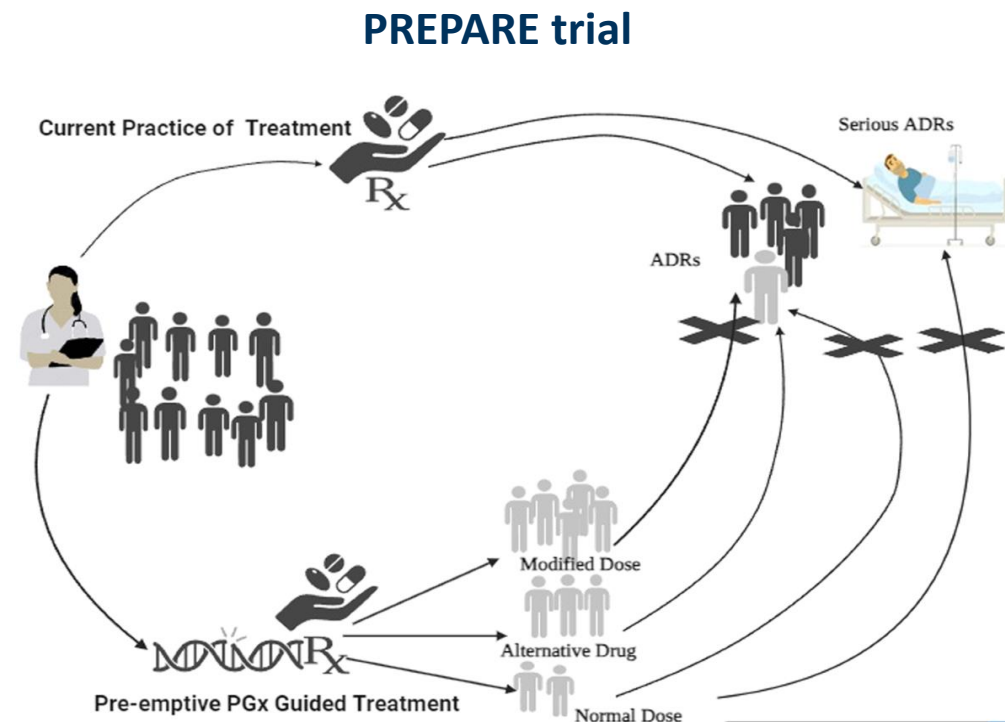 PREPARE trial
Current Practice of Treatment
Serious ADRs
Rx
ADRs
Modified Dose
Rx
Alternative Drug
Pre-emptive PGx Guided Treatment
Normal Dose